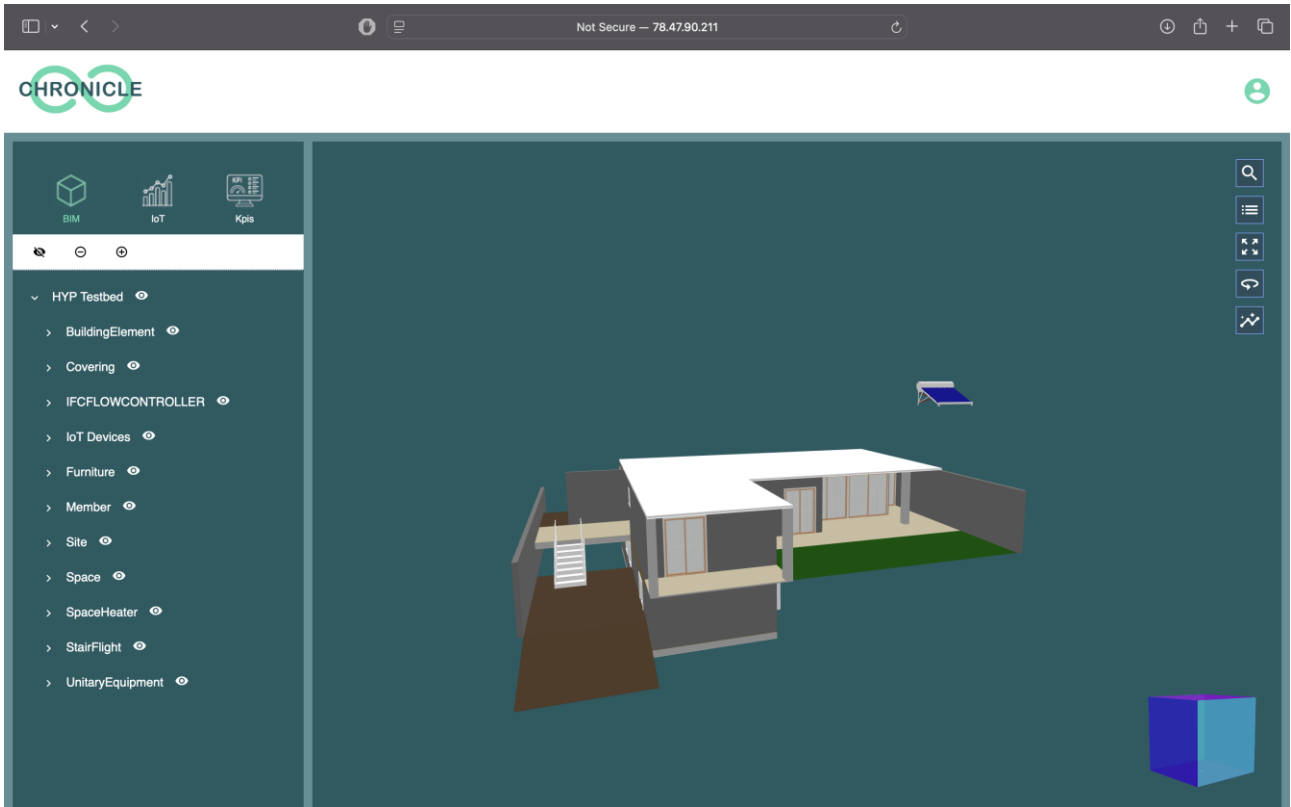 Not Secure — 78.47.90.211
CHRONICLE
BIM
IoT
KPI
Kpis
HYP Testbed
BuildingElement
Covering
IFCFLOWCONTROLLER
IoT Devices
Furniture
Member
Site
Space
SpaceHeater
StairFlight
UnitaryEquipment